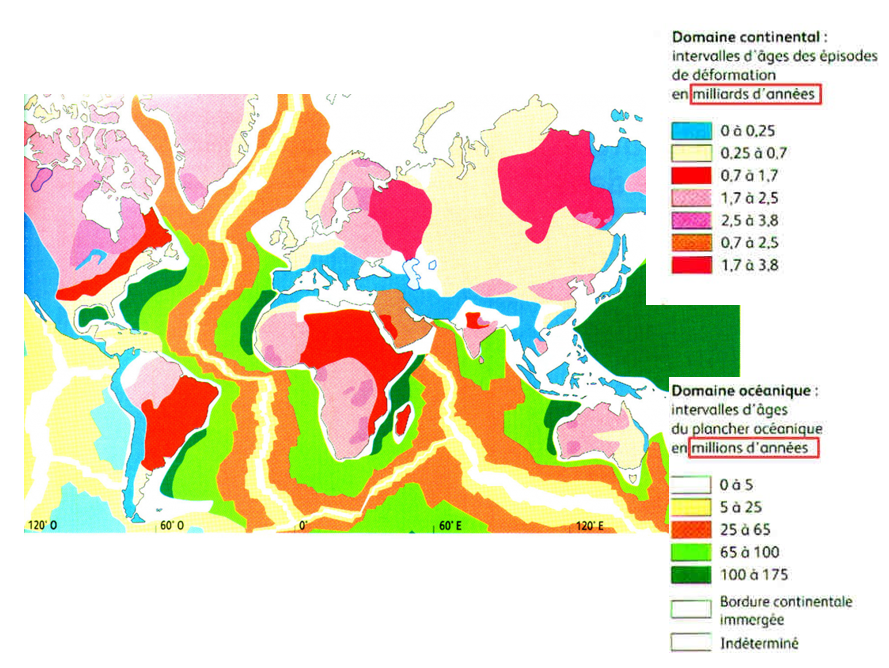 Domaine continental :
intervalles d'âges des épisodes
de déformation
en milliards d'années
0 à 0,25
0,25 à 0,7
0,7 à 1,7
1,7 à 2,5
2,5 à 3,8
0,7 à 2,5
1,7 à 3,8
Domaine océanique :
intervalles d'âges
du plancher océanique
en millions d'années
0 à 5
5 à 25
25 à 65
65 à 100
100 à 175
Bordure continentale
immergée
Indéterminé
120° O 60° O 0° 60° E 120° E